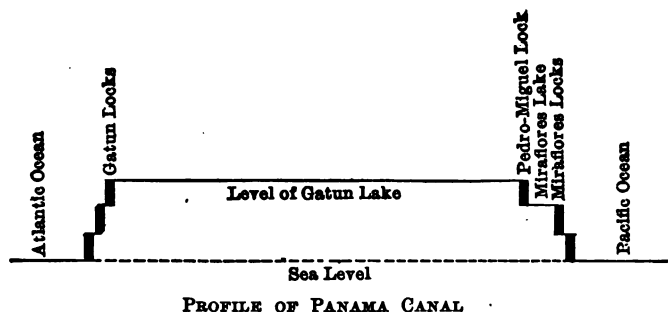 Atlantic Ocean
Gatun Locks
Level of Gatun Lake
Pedro-Miguel Lock
Miraflores Lake
Miraflores Locks
Pacific Ocean
Sea Level
PROFILE OF PANAMA CANAL